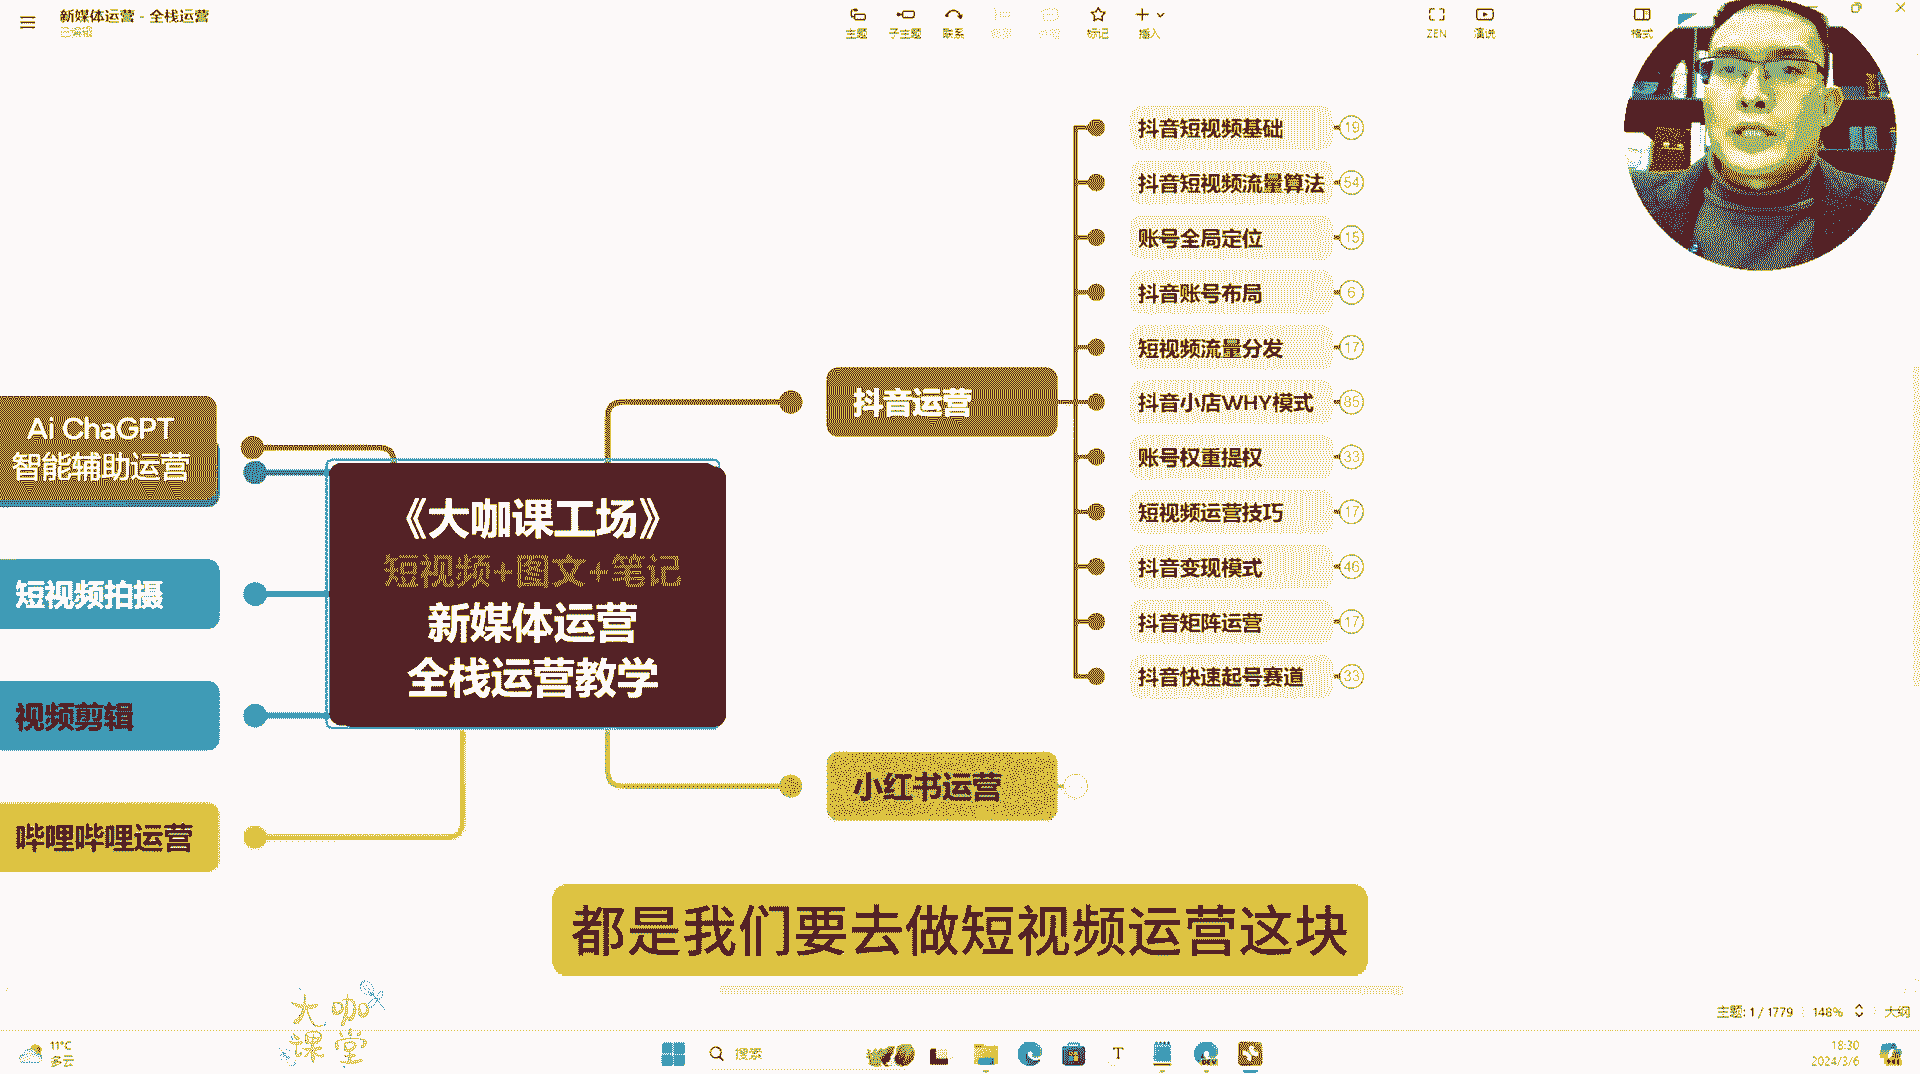 新媒体运营 - 全栈运营
已编辑
主题
子主题
联系
标记
插入
ZEN
演说
格式
抖音短视频基础
19
抖音短视频流量算法
54
账号全局定位
15
抖音账号布局
6
短视频流量分发
17
抖音运营
抖音小店WHY模式
85
账号权重提权
33
短视频运营技巧
17
抖音变现模式
46
抖音矩阵运营
17
抖音快速起号赛道
33
Ai ChaGPT
智能辅助运营
短视频拍摄
视频剪辑
哔哩哔哩运营
《大咖课工场》
短视频+图文+笔记
新媒体运营
全栈运营教学
小红书运营
都是我们要去做短视频运营这块
大咖
课堂
主题: 1 / 1779
148%
大纲
11°C
多云
搜索
DEV
18:30
2024/3/6